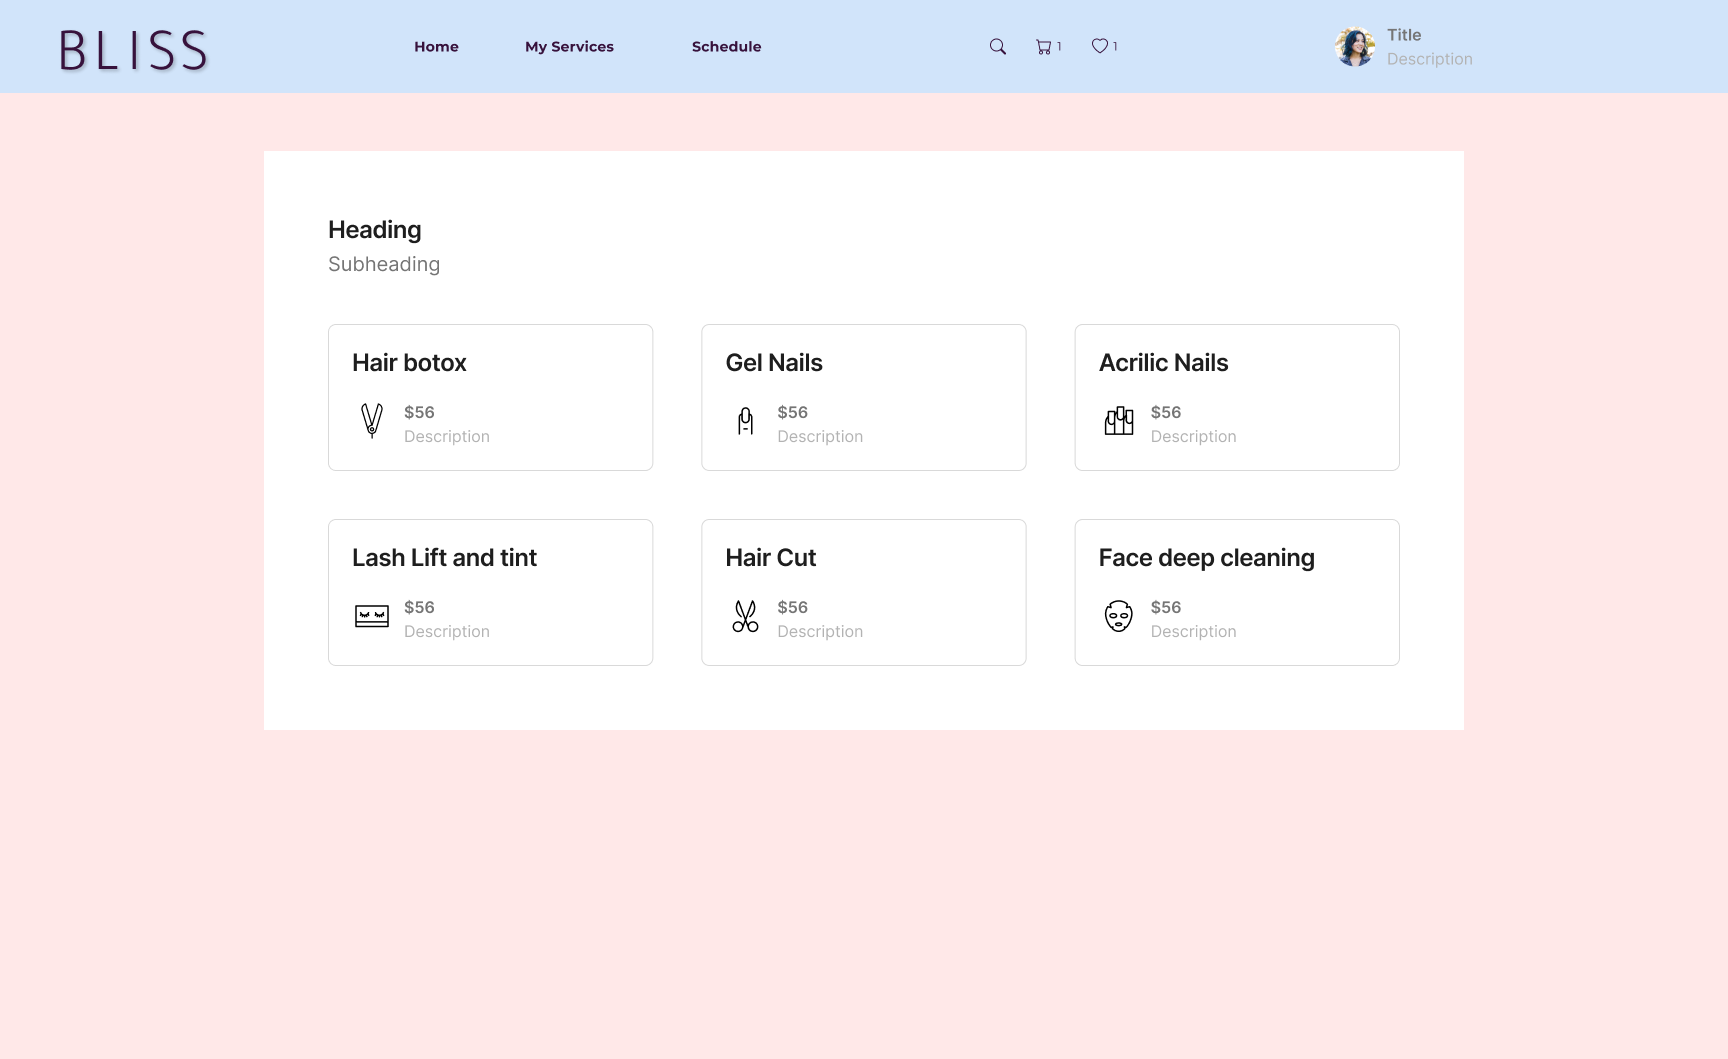 BLISS
Home
My Services
Schedule
1
1
Title
Description
Heading
Subheading
Hair botox
$56
Description
Gel Nails
$56
Description
Acrilic Nails
$56
Description
Lash Lift and tint
$56
Description
Hair Cut
$56
Description
Face deep cleaning
$56
Description